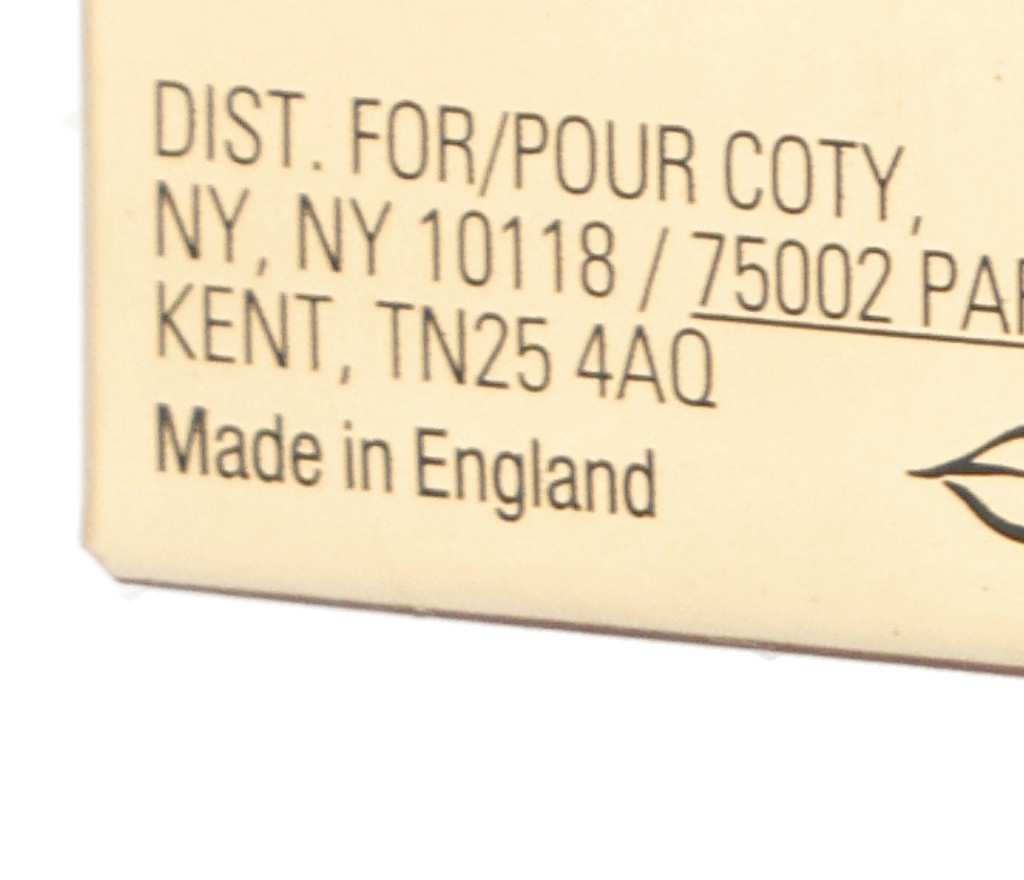 DIST. FOR/POUR COTY,
NY, NY 10118 / 75002
KENT, TN25 4AQ
Made in England